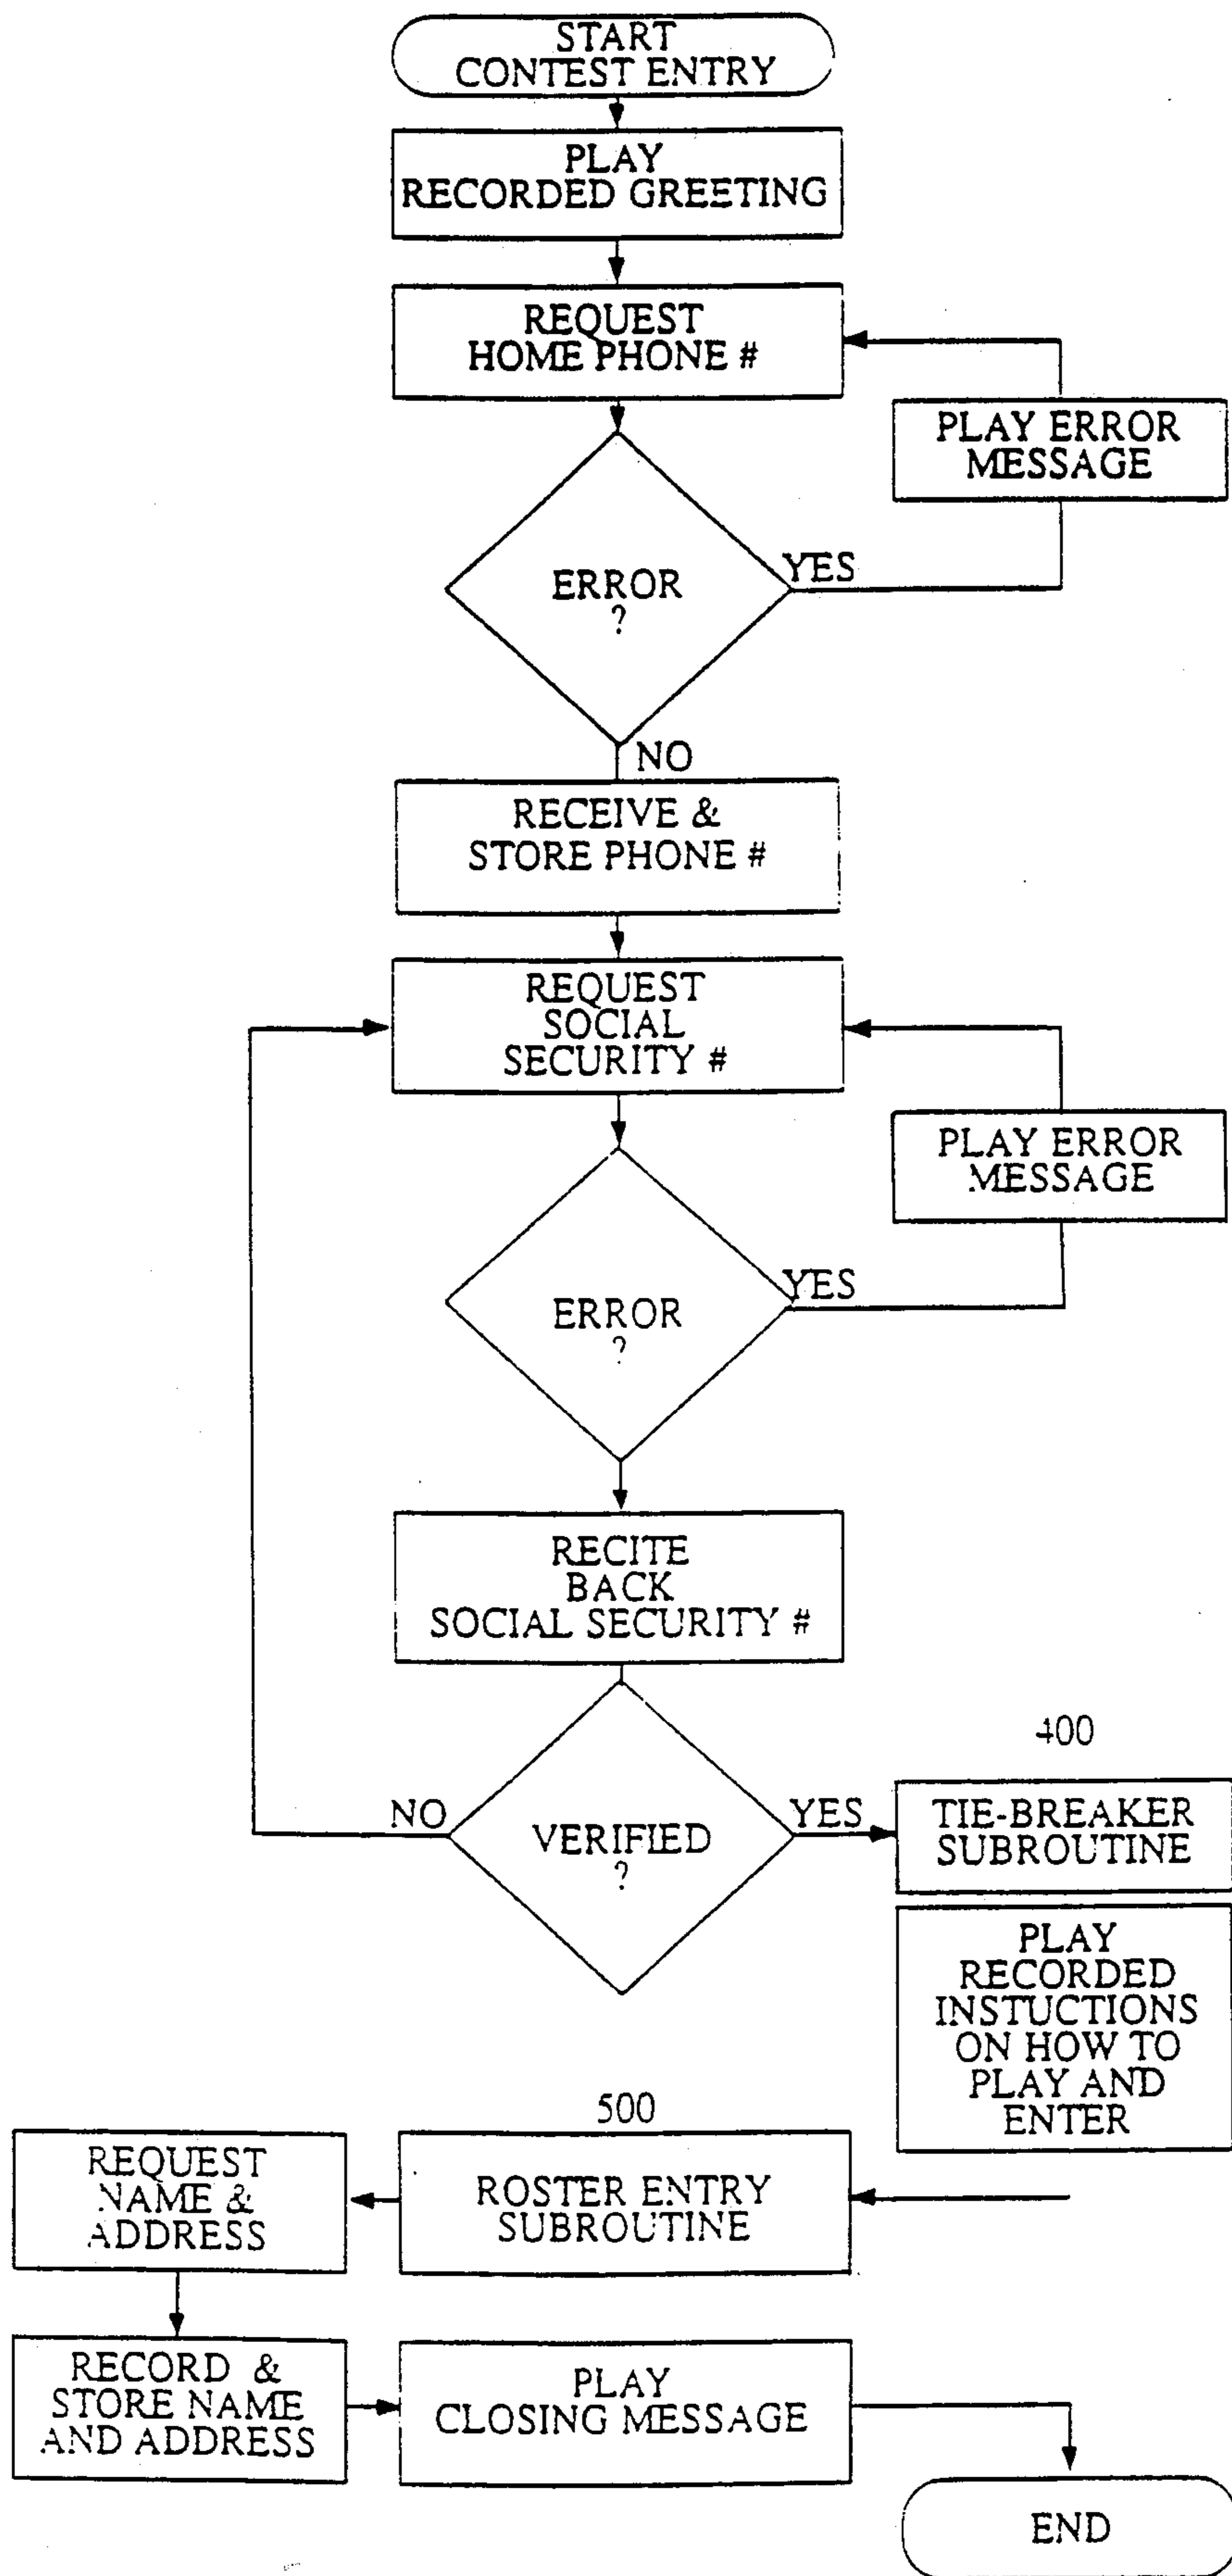 START
CONTEST ENTRY
PLAY
RECORDED GREETING
REQUEST
HOME PHONE #
PLAY ERROR
MESSAGE
ERROR
?
YES
NO
RECEIVE &
STORE PHONE #
REQUEST
SOCIAL
SECURITY #
PLAY ERROR
MESSAGE
ERROR
?
YES
RECITE
BACK
SOCIAL SECURITY #
VERIFIED
?
NO
YES
400
TIE-BREAKER
SUBROUTINE
PLAY
RECORDED
INSTUCTIONS
ON HOW TO
PLAY AND
ENTER
500
ROSTER ENTRY
SUBROUTINE
REQUEST
NAME &
ADDRESS
RECORD &
STORE NAME
AND ADDRESS
PLAY
CLOSING MESSAGE
END